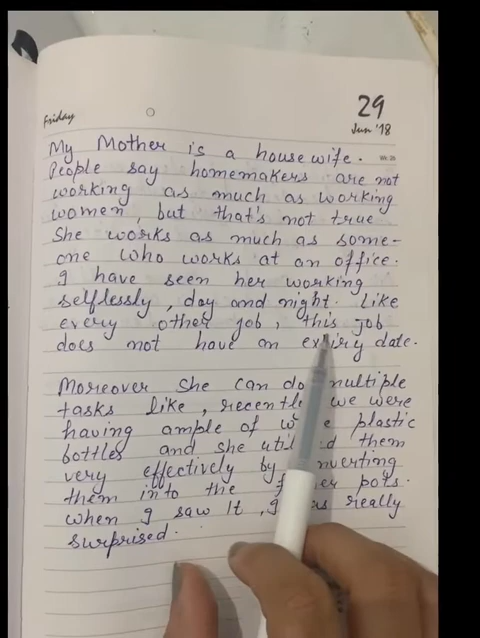 Friday
29
Jun '18
My Mother is a housewife.
People say homemakers are not
working as much as working
women, but that's not true
She works as much as some-
one who works at an office.
I have seen her working
selflessly, day and night. Like
every other job, this job
does not have an expiry date.
Moreover she can do multiple
tasks like, recently we were
having ample of plastic
bottles and she them
very effectively by
them into the pots.
when I saw It, I really
surprised.